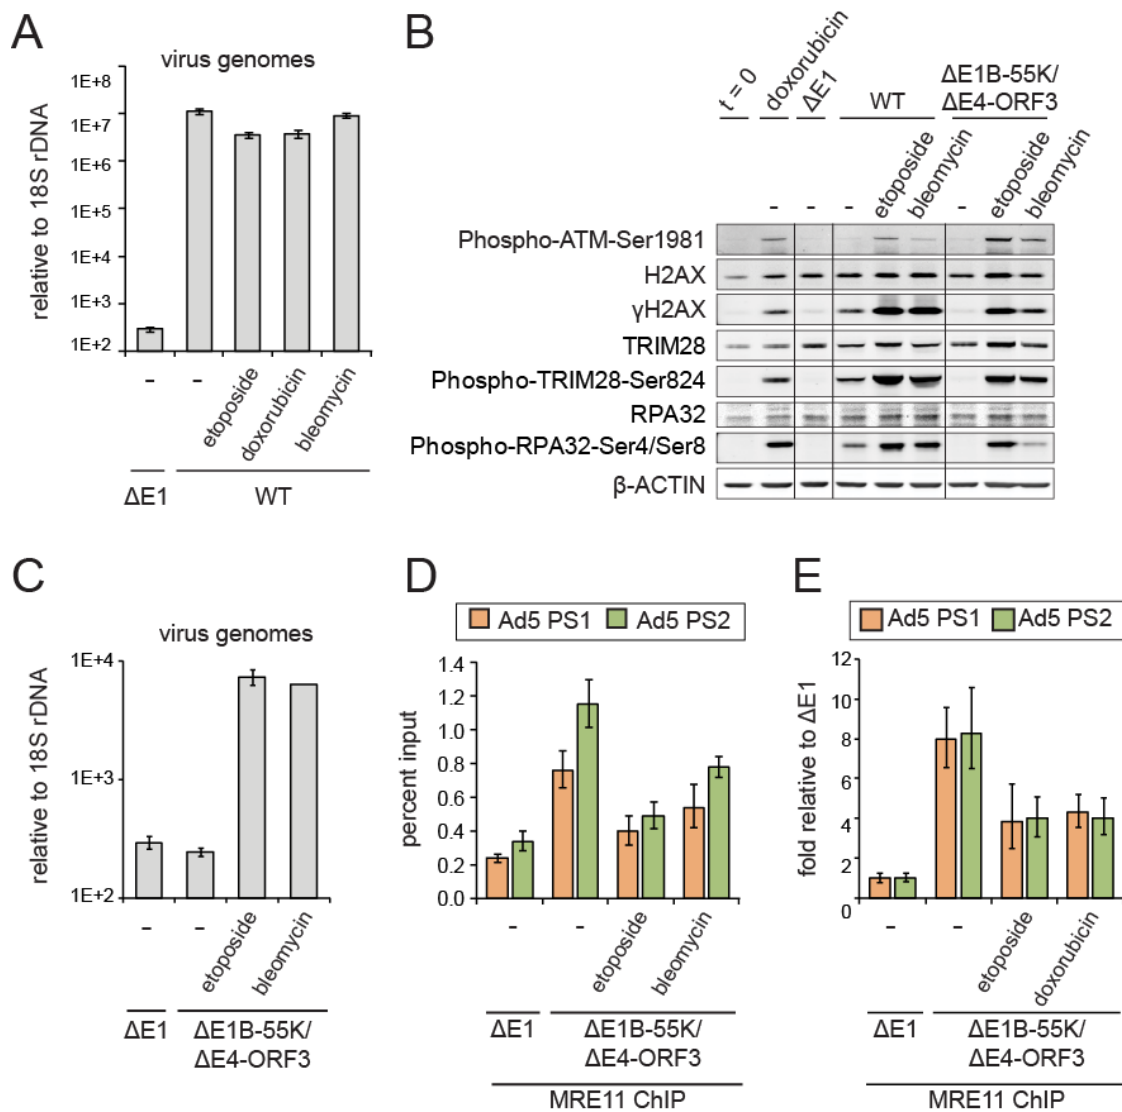 A
virus genomes
relative to 18S rDNA
1E+8
1E+7
1E+6
1E+5
1E+4
1E+3
1E+2
-
-
etoposide
doxorubicin
bleomycin
ΔE1
WT
B
t = 0
doxorubicin
ΔE1
WT
ΔE1B-55K/
ΔE4-ORF3
-
-
-
etoposide
bleomycin
-
etoposide
bleomycin
Phospho-ATM-Ser1981
H2AX
γH2AX
TRIM28
Phospho-TRIM28-Ser824
RPA32
Phospho-RPA32-Ser4/Ser8
β-ACTIN
C
virus genomes
relative to 18S rDNA
1E+4
1E+3
1E+2
-
-
etoposide
bleomycin
ΔE1
ΔE1B-55K/
ΔE4-ORF3
D
Ad5 PS1
Ad5 PS2
percent input
1.4
1.2
1.0
0.8
0.6
0.4
0.2
0.0
-
-
etoposide
bleomycin
ΔE1
ΔE1B-55K/
ΔE4-ORF3
MRE11 ChIP
E
Ad5 PS1
Ad5 PS2
fold relative to ΔE1
12
10
8
6
4
2
0
-
-
etoposide
doxorubicin
ΔE1
ΔE1B-55K/
ΔE4-ORF3
MRE11 ChIP